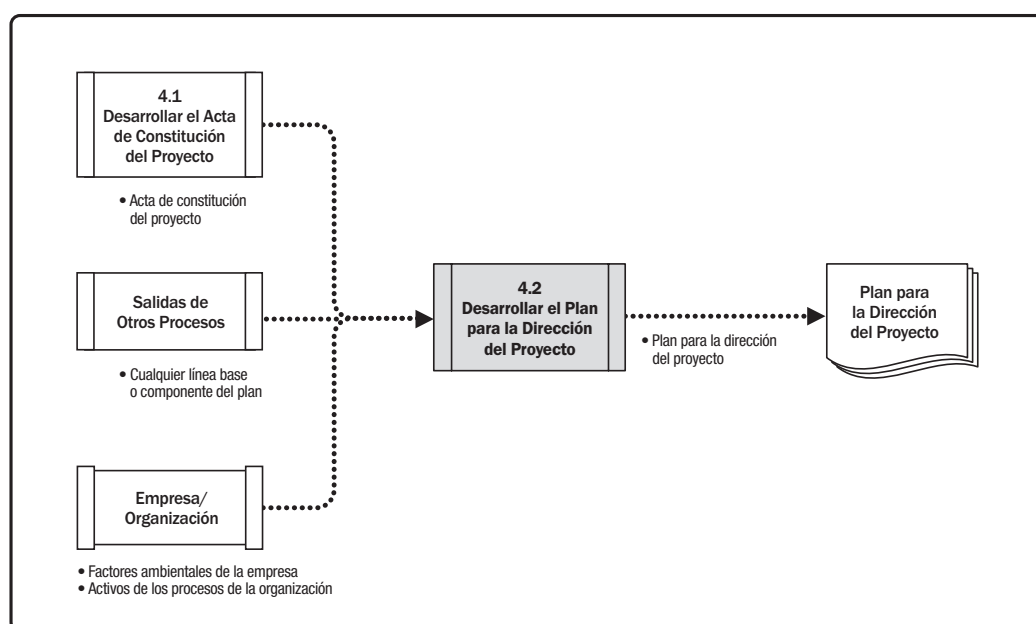 4.1
Desarrollar el Acta
de Constitución
del Proyecto
• Acta de constitución
del proyecto
Salidas de
Otros Procesos
• Cualquier línea base
o componente del plan
Empresa/
Organización
• Factores ambientales de la empresa
• Activos de los procesos de la organización
4.2
Desarrollar el Plan
para la Dirección
del Proyecto
• Plan para la dirección
del proyecto
Plan para
la Dirección
del Proyecto